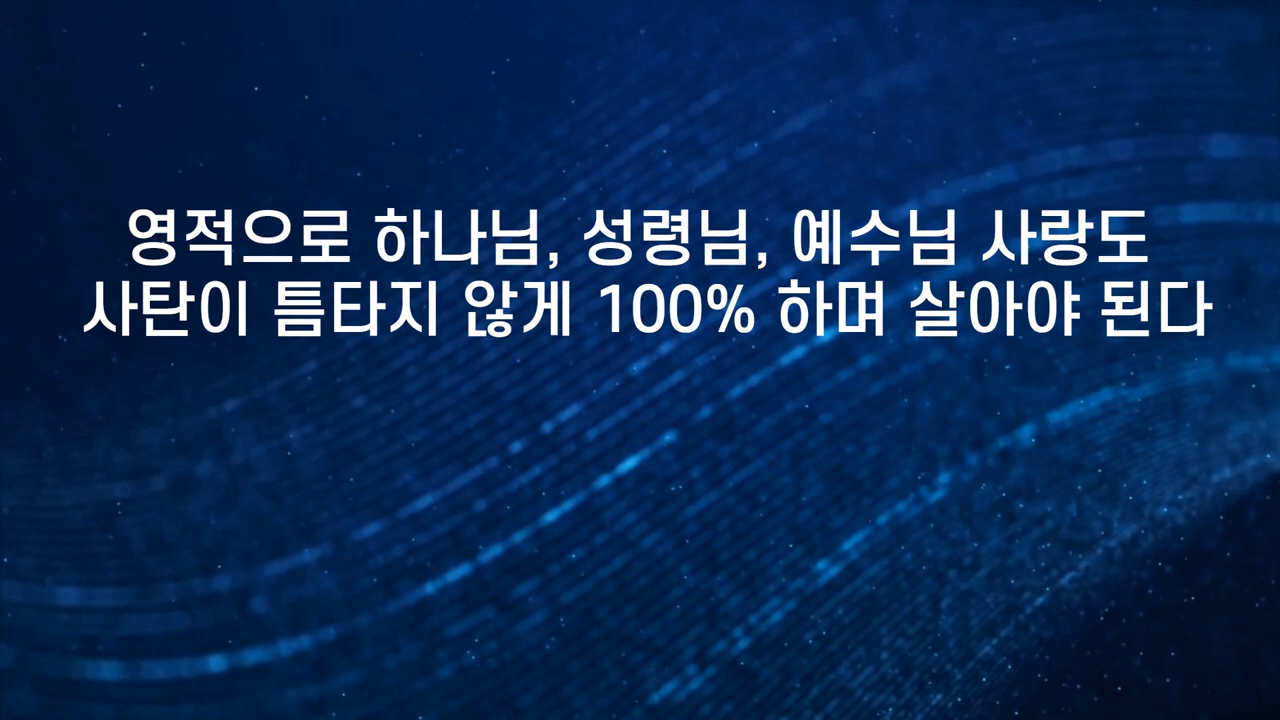 영적으로 하나님, 성령님, 예수님 사랑도
사탄이 틈타지 않게 100% 하며 살아야 된다